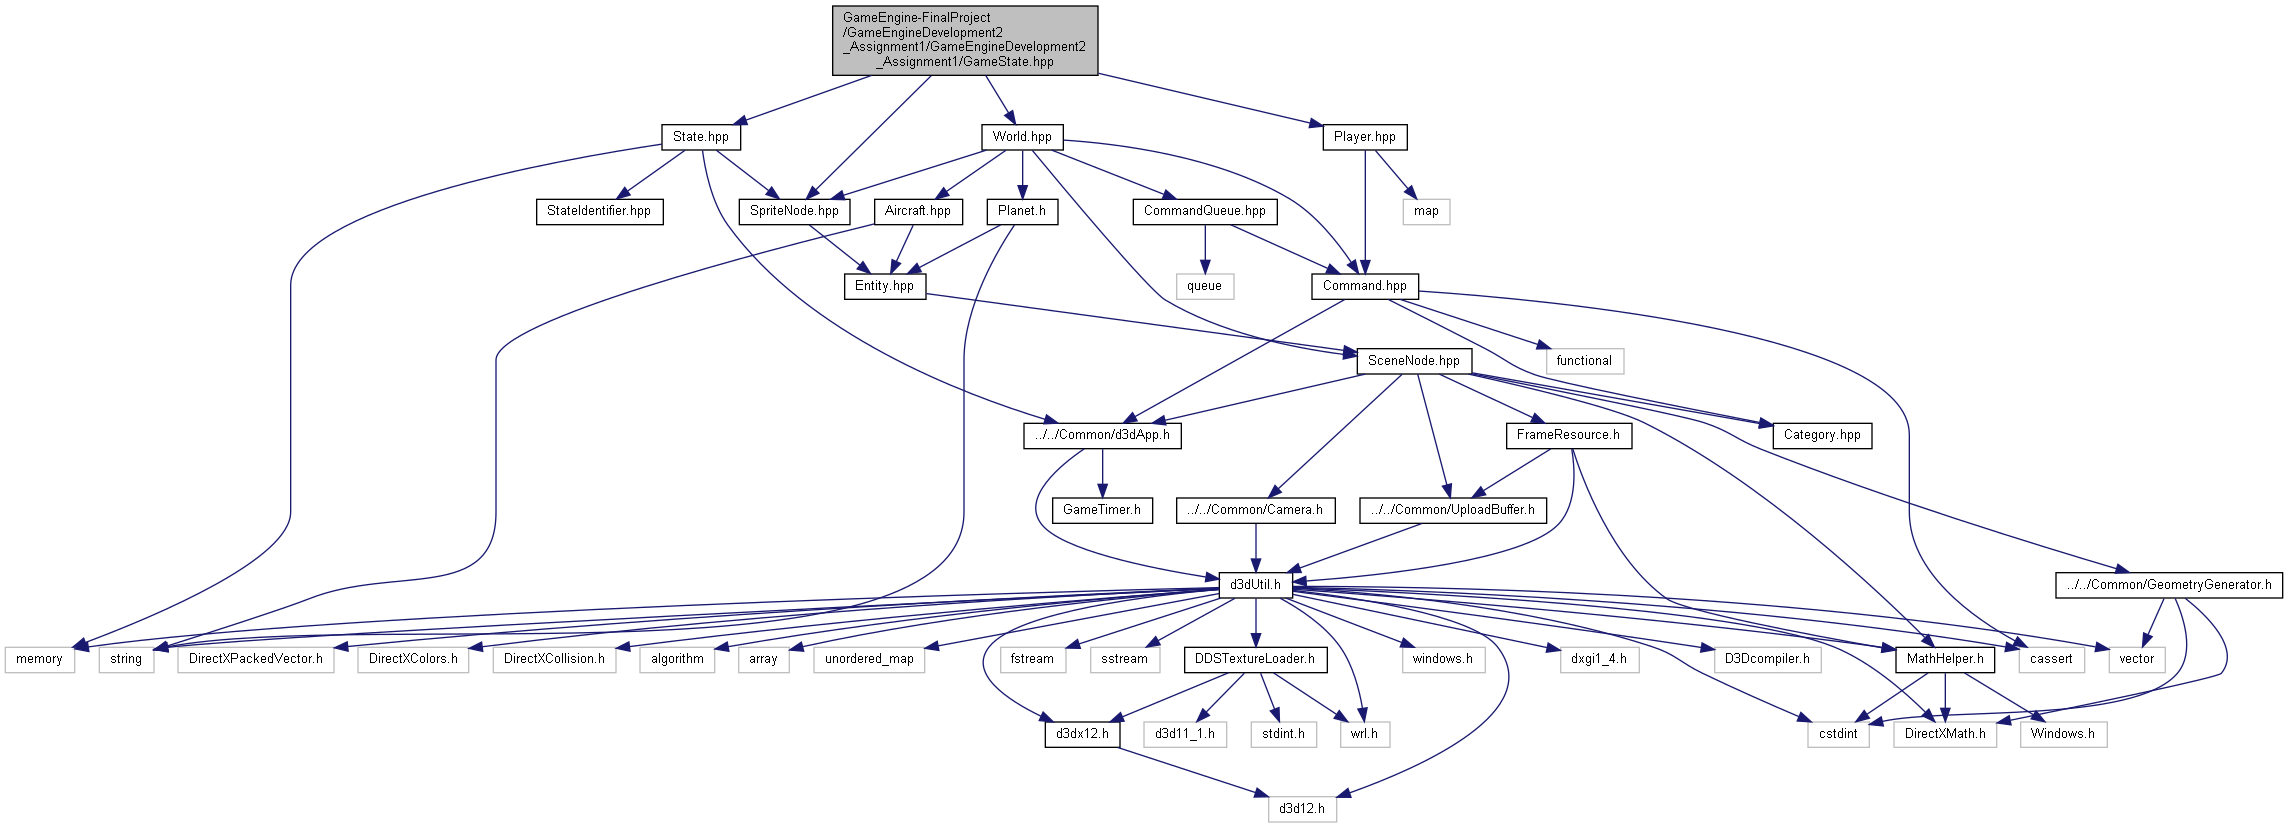 GameEngine-FinalProject
/GameEngineDevelopment2
_Assignment1/GameEngineDevelopment2
_Assignment1/GameState.hpp
State.hpp
World.hpp
Player.hpp
StateIdentifier.hpp
SpriteNode.hpp
Aircraft.hpp
Planet.h
CommandQueue.hpp
map
Entity.hpp
queue
Command.hpp
SceneNode.hpp
functional
../../Common/d3dApp.h
FrameResource.h
Category.hpp
GameTimer.h
../../Common/Camera.h
../../Common/UploadBuffer.h
d3dUtil.h
../../Common/GeometryGenerator.h
memory
string
DirectXPackedVector.h
DirectXColors.h
DirectXCollision.h
algorithm
array
unordered_map
fstream
sstream
DDSTextureLoader.h
windows.h
dxgi1_4.h
D3Dcompiler.h
MathHelper.h
cassert
vector
d3dx12.h
d3d11_1.h
stdint.h
wrl.h
cstdint
DirectXMath.h
Windows.h
d3d12.h